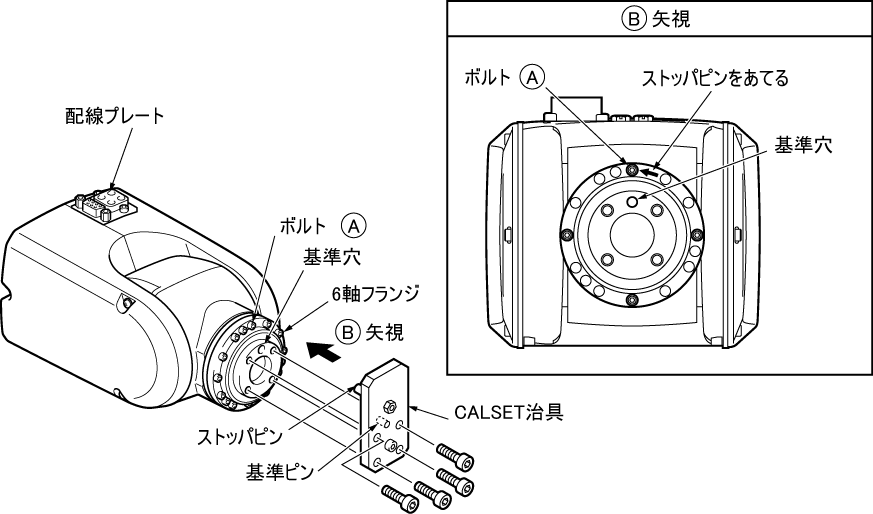 Ⓑ 矢視
ボルト Ⓐ
ストッパピンをあてる
基準穴
配線プレート
ボルト Ⓐ
基準穴
6軸フランジ
Ⓑ 矢視
CALSET治具
ストッパピン
基準ピン